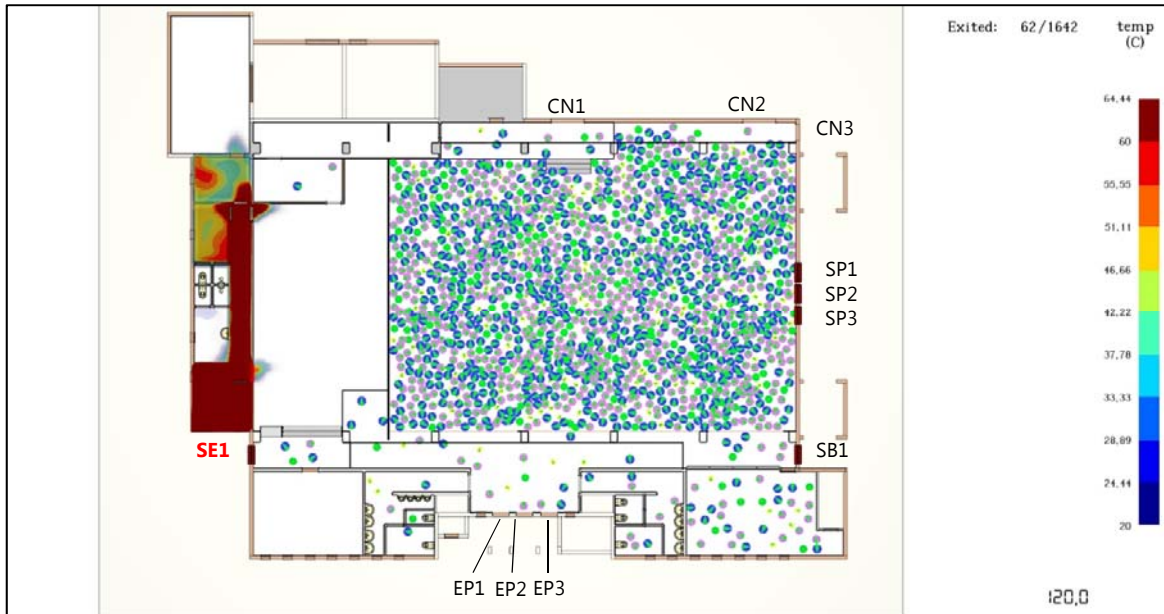 Exited: 62/1642
temp
(C)
64,44
60
55,55
51,11
46,66
42,22
37,78
33,33
28,89
24,44
20
CN1
CN2
CN3
SP1
SP2
SP3
SE1
SB1
EP1 EP2 EP3
120,0